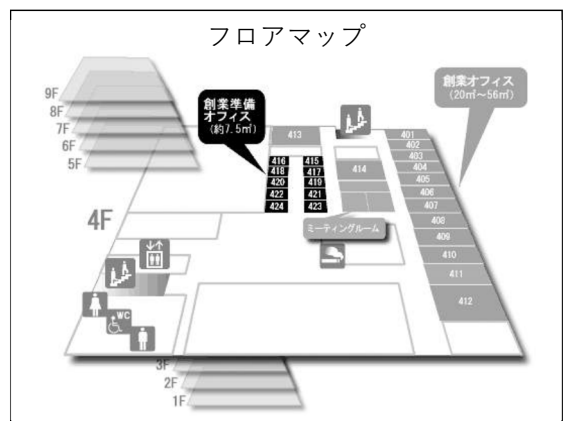 フロアマップ
9F
8F
7F
6F
5F
4F
3F
2F
1F
創業準備
オフィス
(約7.5㎡)
創業オフィス
(20㎡～56㎡)
413
416 415
418 417
420 419
422 421
424 423
414
ミーティングルーム
401
402
403
404
405
406
407
408
409
410
411
412
WC